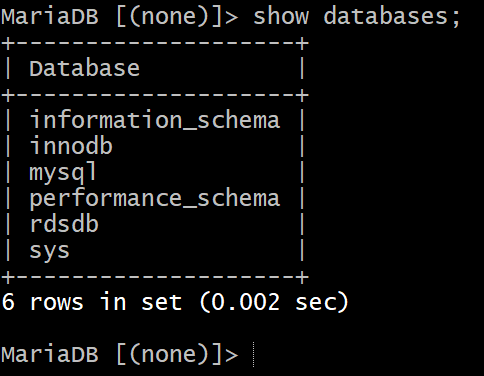 MariaDB [(none)]> show databases;
+--------------------+
| Database           |
+--------------------+
| information_schema |
| innodb             |
| mysql              |
| performance_schema |
| rdsdb              |
| sys                |
+--------------------+
6 rows in set (0.002 sec)
MariaDB [(none)]>